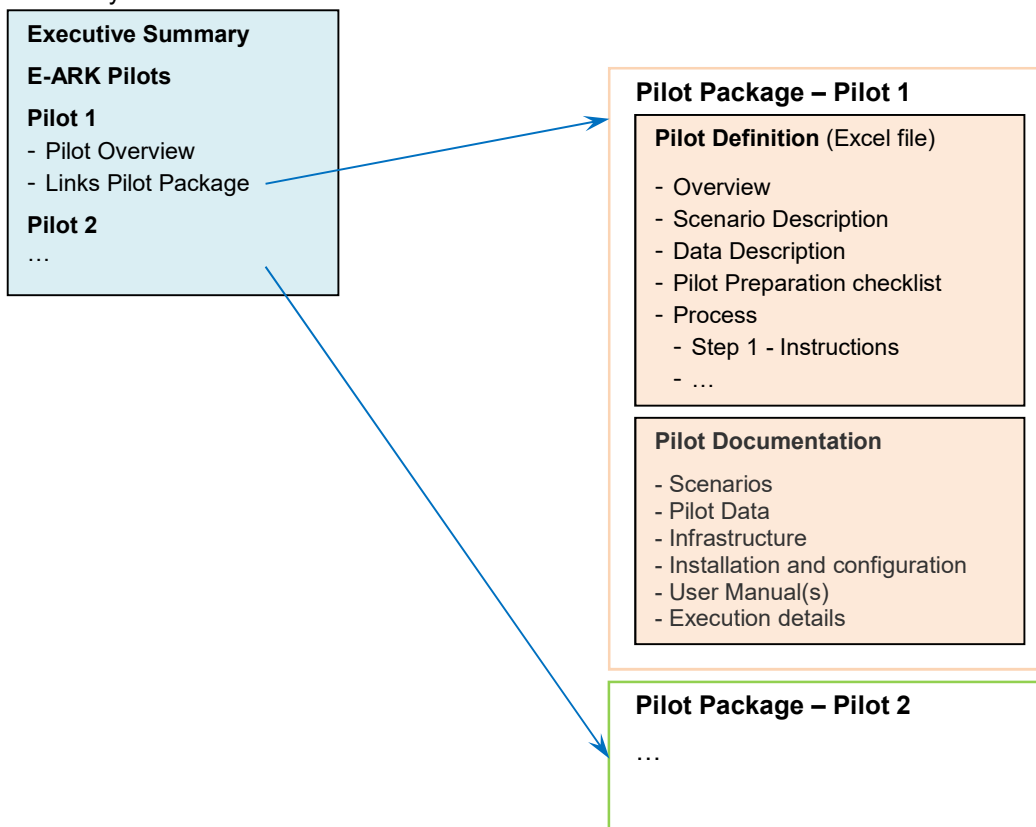 Executive Summary
E-ARK Pilots
Pilot 1
- Pilot Overview
- Links Pilot Package
Pilot 2
…
Pilot Package – Pilot 1
Pilot Definition (Excel file)
- Overview
- Scenario Description
- Data Description
- Pilot Preparation checklist
- Process
- Step 1 - Instructions
- …
Pilot Documentation
- Scenarios
- Pilot Data
- Infrastructure
- Installation and configuration
- User Manual(s)
- Execution details
Pilot Package – Pilot 2
…